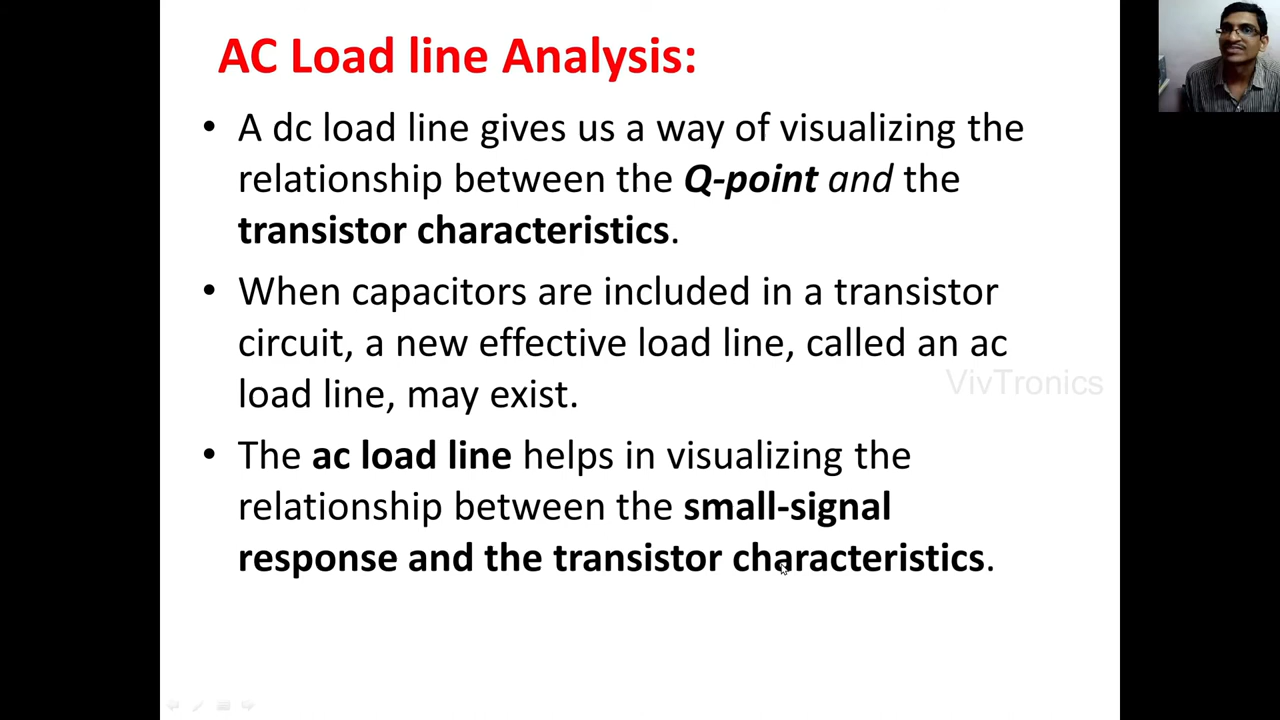 AC Load line Analysis:
• A dc load line gives us a way of visualizing the
relationship between the Q-point and the
transistor characteristics.
• When capacitors are included in a transistor
circuit, a new effective load line, called an ac
load line, may exist.
VivTronics
• The ac load line helps in visualizing the
relationship between the small-signal
response and the transistor characteristics.